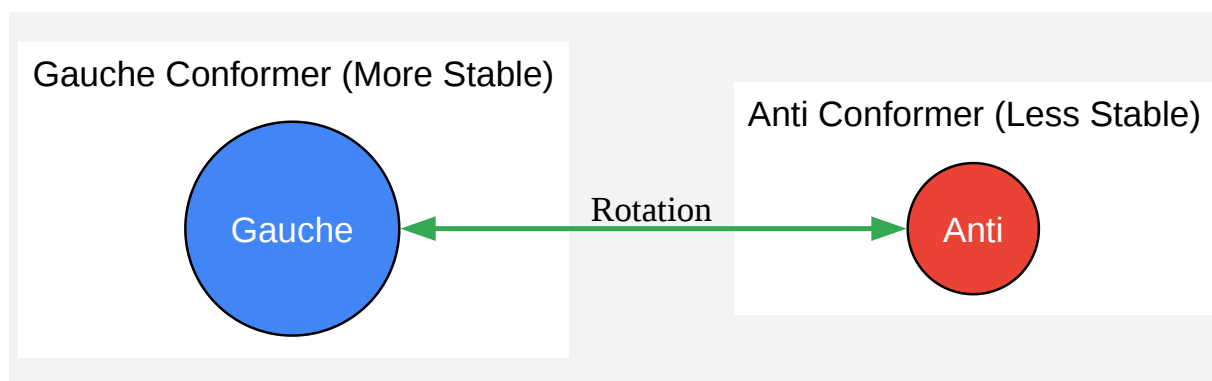 Gauche Conformer (More Stable)
Anti Conformer (Less Stable)
Rotation
Gauche
Anti